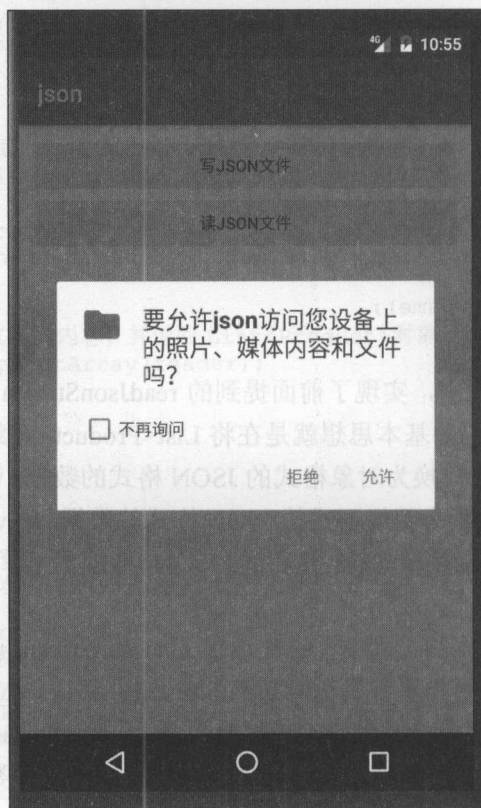 4G 10:55
json
写JSON文件
读JSON文件
要允许json访问您设备上
的照片、媒体内容和文件
吗？
不再询问
拒绝 允许